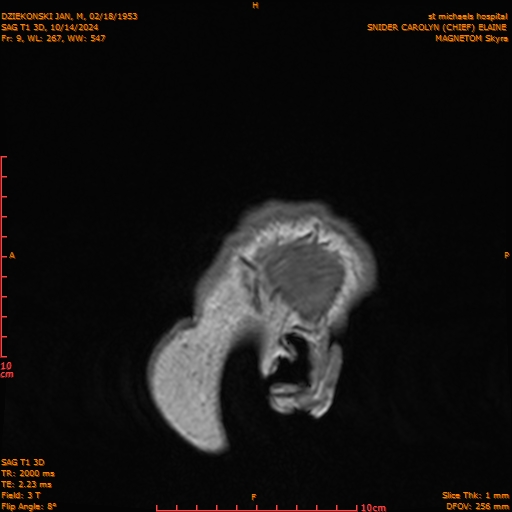 H
DZIEKONSKI JAN, M, 02/18/1953
SAG T1 3D, 10/14/2024
Fr: 9, WL: 267, WW: 547
st michaels hospital
SNIDER CAROLYN (CHIEF) ELAINE
MAGNETOM Skyra
A
P
10
cm
SAG T1 3D
TR: 2000 ms
TE: 2.23 ms
Field: 3 T
Flip Angle: 8°
F
10cm
Slice Thk: 1 mm
DFOV: 256 mm